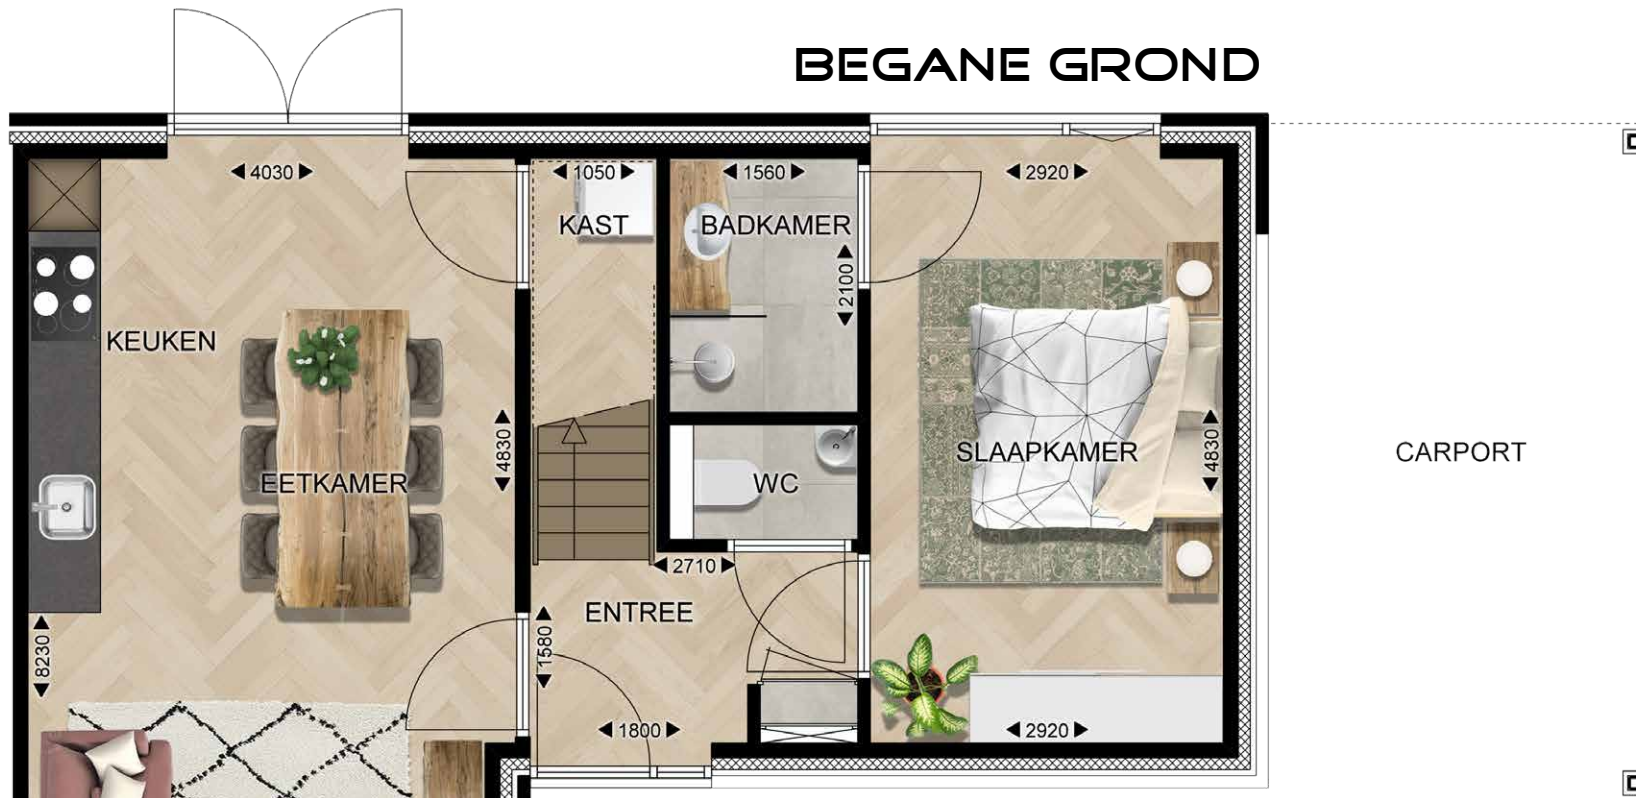 BEGANE GROND
4030
1050
1560
2920
KAST
BADKAMER
2100
KEUKEN
4830
SLAAPKAMER
4830
CARPORT
EETKAMER
WC
2710
ENTREE
1580
8230
1800
2920